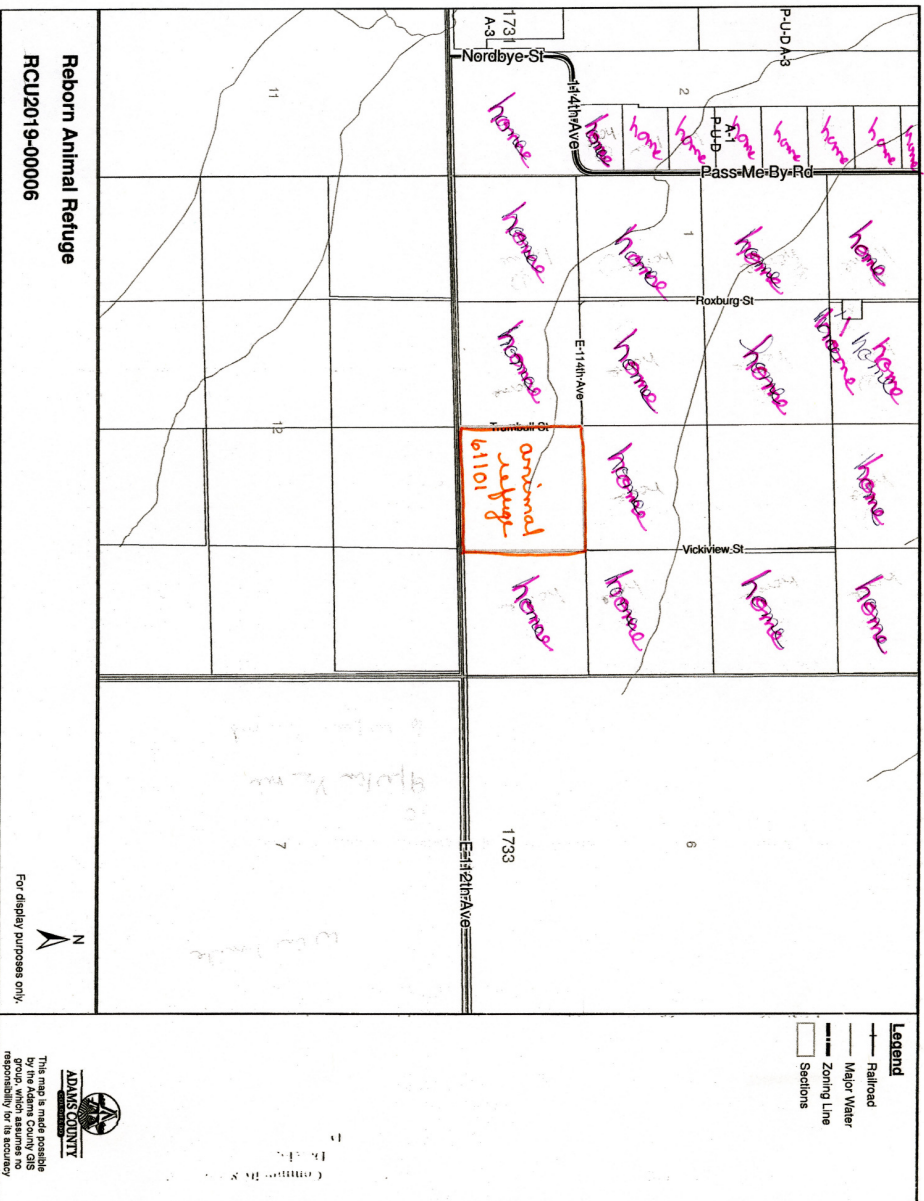 1731
A-3
P-U-D A-3
Nordbye-St
114th-Ave
2
A-1
P-U-D
Pass-Me-By-Rd
home
home
home
home
home
home
home
home
home
11
home
home
home
home
1
Roxburg-St
home
home
home
home
home
E-114th-Ave
12
animal
refuge
61101
home
home
Vickiview-St
home
home
home
home
1733
6
7
E-112th-Ave
Reborn Animal Refuge
RCU2019-00006
N
For display purposes only.
Legend
Railroad
Major Water
Zoning Line
Sections
ADAMS COUNTY
This map is made possible
by the Adams County GIS
group, which assumes no
responsibility for its accuracy